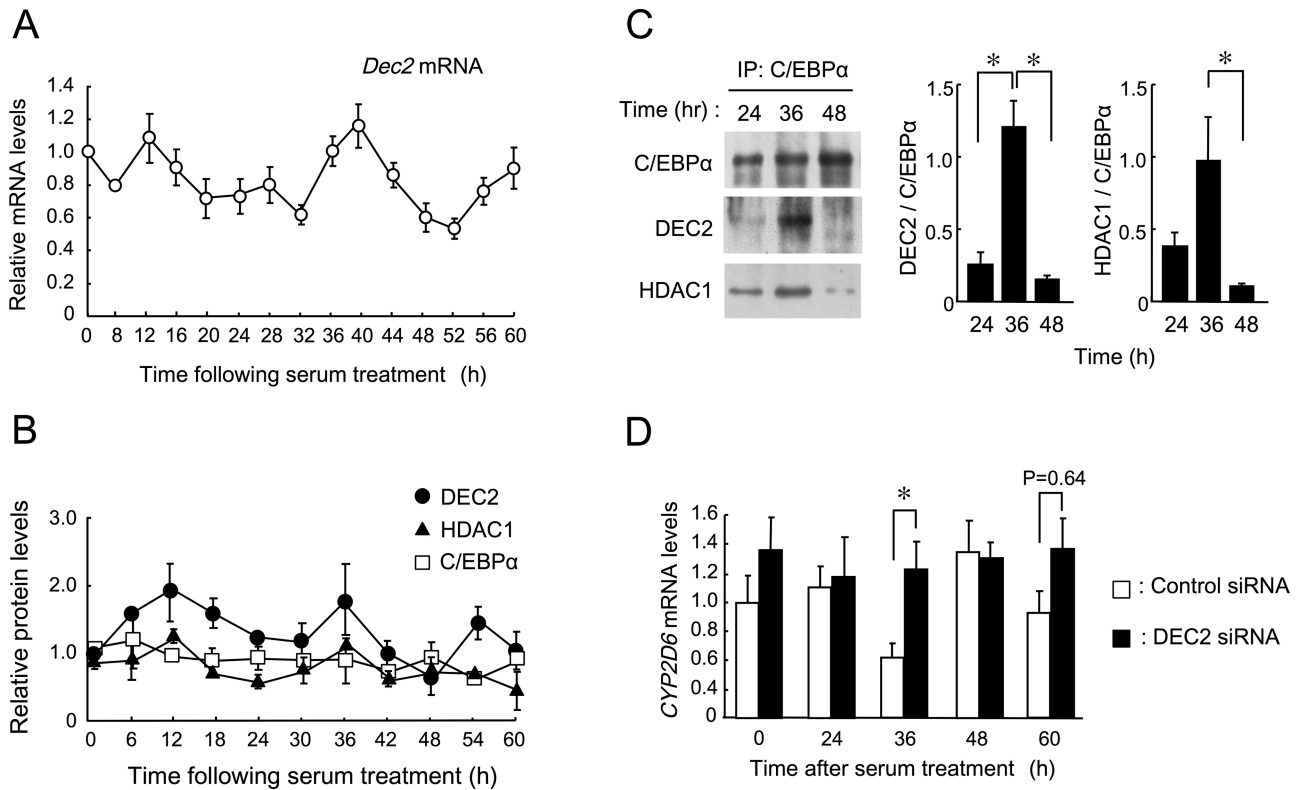 A
Dec2 mRNA
Relative mRNA levels
1.4
1.2
1.0
0.8
0.6
0.4
0.2
0
0 8 12 16 20 24 28 32 36 40 44 48 52 56 60
Time following serum treatment (h)
B
Relative protein levels
DEC2
HDAC1
C/EBPα
3.0
2.0
1.0
0
0 6 12 18 24 30 36 42 48 54 60
Time following serum treatment (h)
C
IP: C/EBPα
Time (hr) : 24 36 48
C/EBPα
DEC2
HDAC1
DEC2 / C/EBPα
1.5
1.0
0.5
0
* *
24 36 48
HDAC1 / C/EBPα
1.5
1.0
0.5
0
*
24 36 48
Time (h)
D
CYP2D6 mRNA levels
1.6
1.4
1.2
1.0
0.8
0.6
0.4
0
*
P=0.64
0 24 36 48 60
Time after serum treatment (h)
: Control siRNA
: DEC2 siRNA